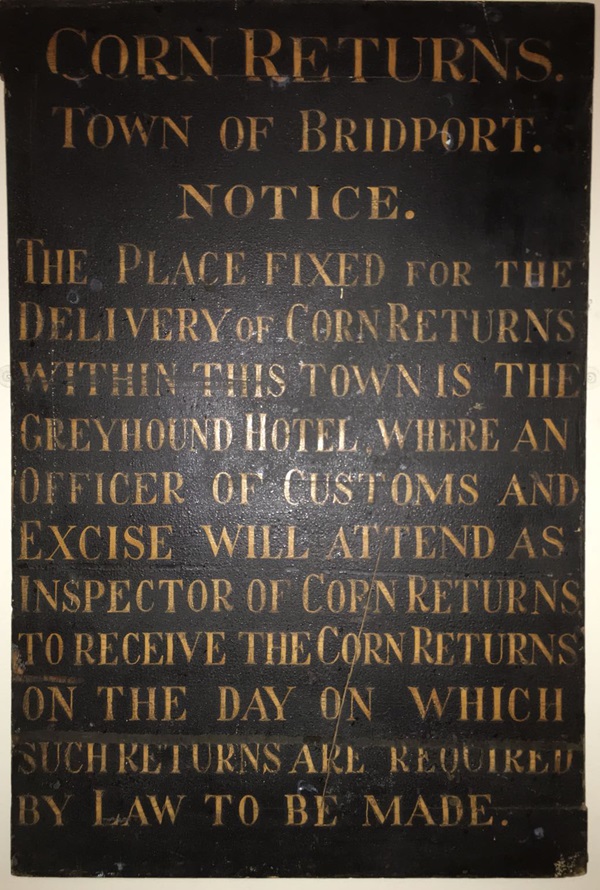 CORN RETURNS.
TOWN OF BRIDPORT.
NOTICE.
THE PLACE FIXED FOR THE
DELIVERY OF CORN RETURNS
WITHIN THIS TOWN IS THE
GREYHOUND HOTEL, WHERE AN
OFFICER OF CUSTOMS AND
EXCISE WILL ATTEND AS
INSPECTOR OF CORN RETURNS
TO RECEIVE THE CORN RETURNS
ON THE DAY ON WHICH
SUCH RETURNS ARE REQUIRED
BY LAW TO BE MADE.